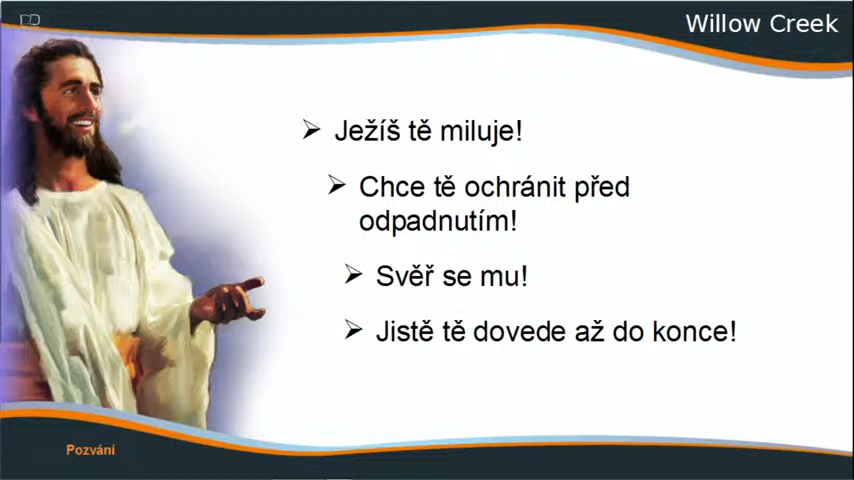 Willow Creek
Ježíš tě miluje!
Chce tě ochránit před
odpadnutím!
Svěř se mu!
Jistě tě dovede až do konce!
Pozvání